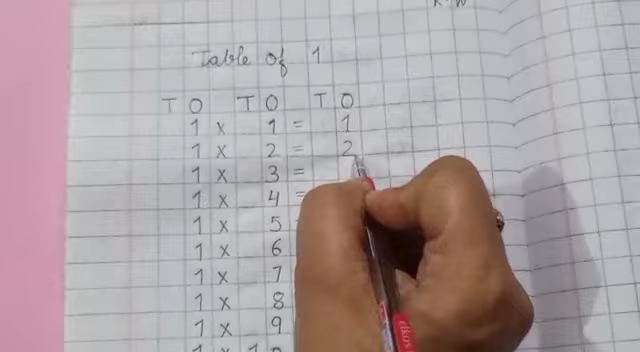 Table of 1
T O T O T O
1 x 1 = 1
1 x 2 = 2
1 x 3 =
1 x 4 =
1 x 5
1 x 6
1 x 7
1 x 8
1 x 9
elkos